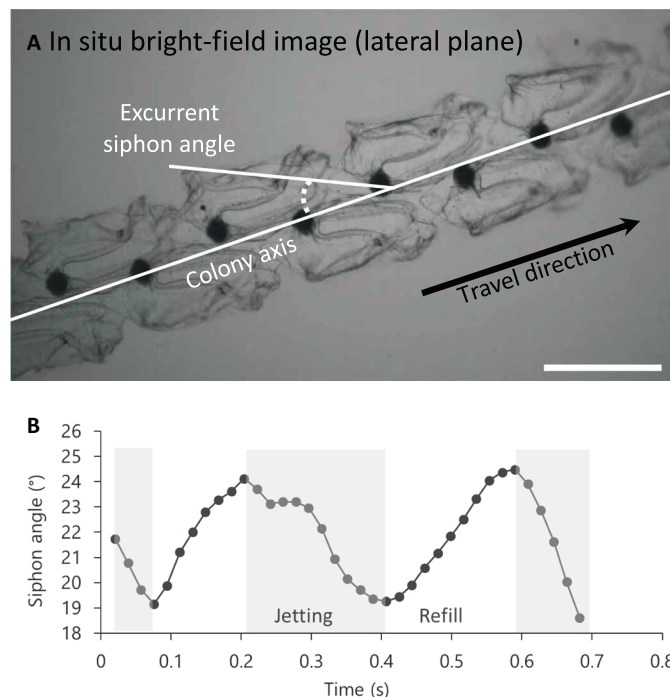 A In situ bright-field image (lateral plane)
Excurrent
siphon angle
Colony axis
Travel direction
B
26
25
24
23
22
21
20
19
18
Siphon angle (°)
Jetting
Refill
0 0.1 0.2 0.3 0.4 0.5 0.6 0.7 0.8
Time (s)